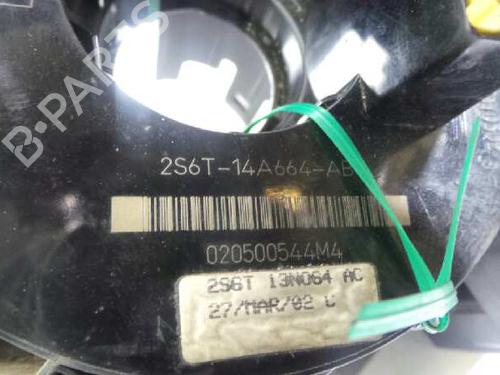 B-PARTS
2S6T-14A664-AB
020500544M4
2S6T 13N064 AC
27/MAR/02 C